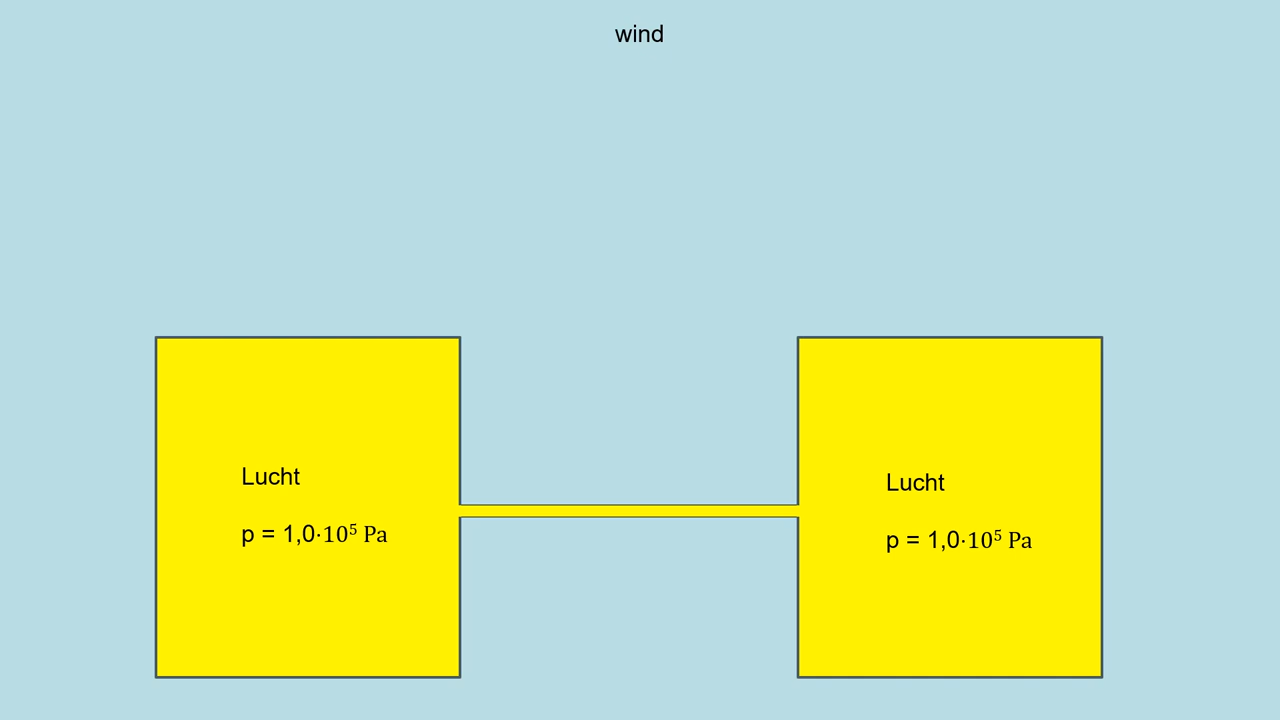 wind
Lucht
p = 1,0·10⁵ Pa
Lucht
p = 1,0·10⁵ Pa